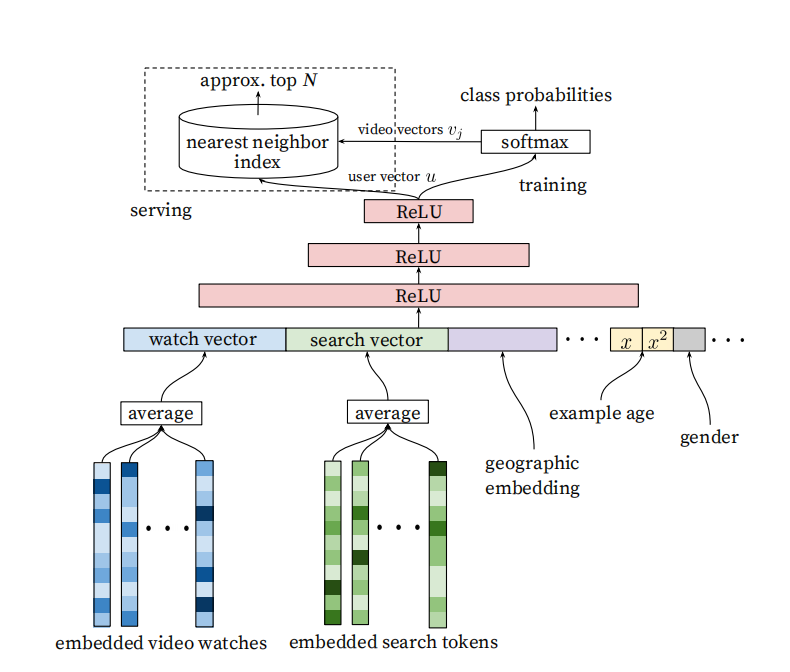 approx. top N
class probabilities
video vectors v_j
nearest neighbor
index
softmax
user vector u
training
serving
ReLU
ReLU
ReLU
watch vector
search vector
x
x²
average
average
example age
gender
geographic
embedding
embedded video watches
embedded search tokens